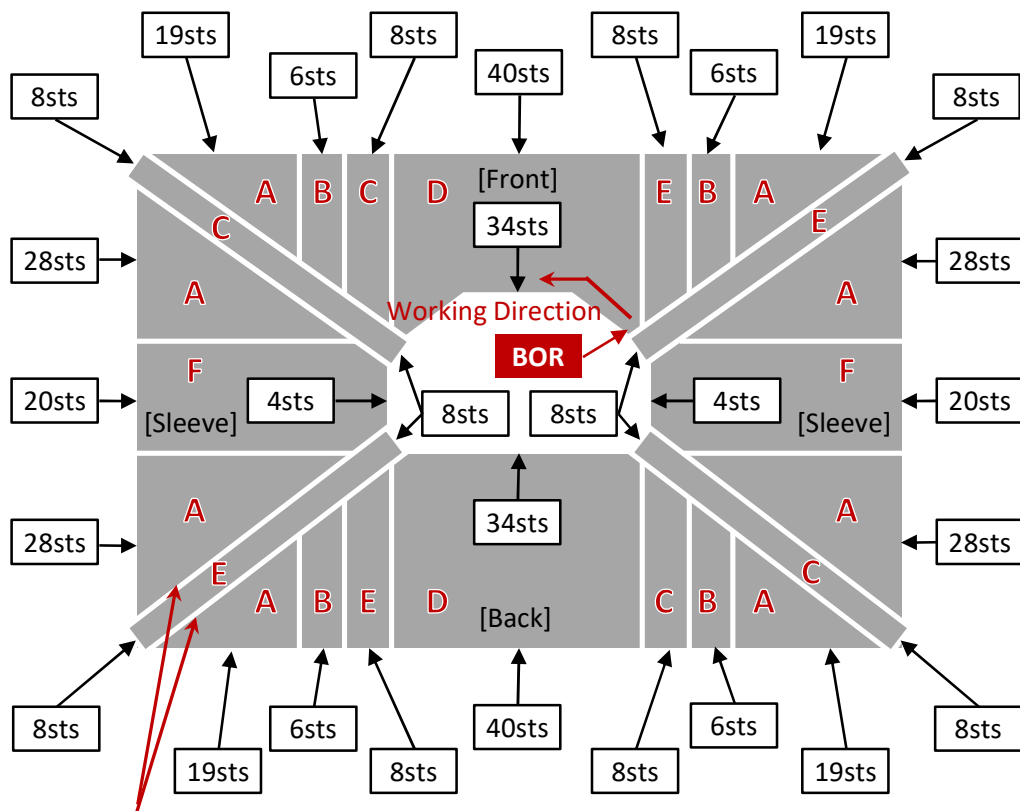 19sts
8sts
8sts
19sts
6sts
40sts
6sts
8sts
8sts
A
B
C
D
[Front]
E
B
A
C
34sts
E
28sts
28sts
A
Working Direction
A
BOR
F
F
20sts
4sts
8sts
8sts
4sts
20sts
[Sleeve]
[Sleeve]
A
34sts
A
28sts
28sts
E
C
A
B
E
D
[Back]
C
B
A
8sts
6sts
40sts
6sts
8sts
19sts
8sts
8sts
19sts